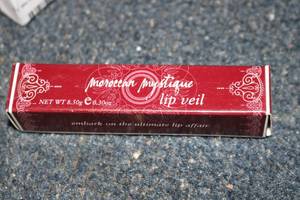 moroccan mystique
NET WT 8.50g e 0.30oz lip veil
embark on the ultimate lip affair